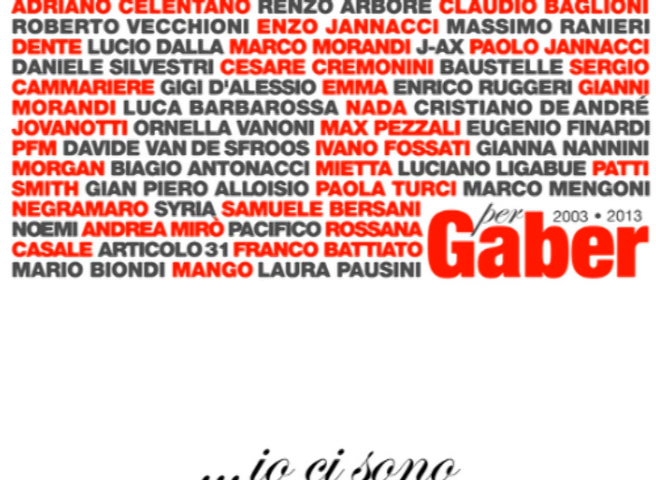 ADRIANO CELENTANO RENZO ARBORE CLAUDIO BAGLIONI
ROBERTO VECCHIONI ENZO JANNACCI MASSIMO RANIERI
DENTE LUCIO DALLA MARCO MORANDI J-AX PAOLO JANNACCI
DANIELE SILVESTRI CESARE CREMONINI BAUSTELLE SERGIO
CAMMARIERE GIGI D'ALESSIO EMMA ENRICO RUGGERI GIANNI
MORANDI LUCA BARBAROSSA NADA CRISTIANO DE ANDRÉ
JOVANOTTI ORNELLA VANONI MAX PEZZALI EUGENIO FINARDI
PFM DAVIDE VAN DE SFROOS IVANO FOSSATI GIANNA NANNINI
MORGAN BIAGIO ANTONACCI MIETTA LUCIANO LIGABUE PATTI
SMITH GIAN PIERO ALLOISIO PAOLA TURCI MARCO MENGONI
NEGRAMARO SYRIA SAMUELE BERSANI
NOEMI ANDREA MIRÒ PACIFICO ROSSANA
CASALE ARTICOLO 31 FRANCO BATTIATO
MARIO BIONDI MANGO LAURA PAUSINI
per 2003 • 2013
Gaber
...io ci sono